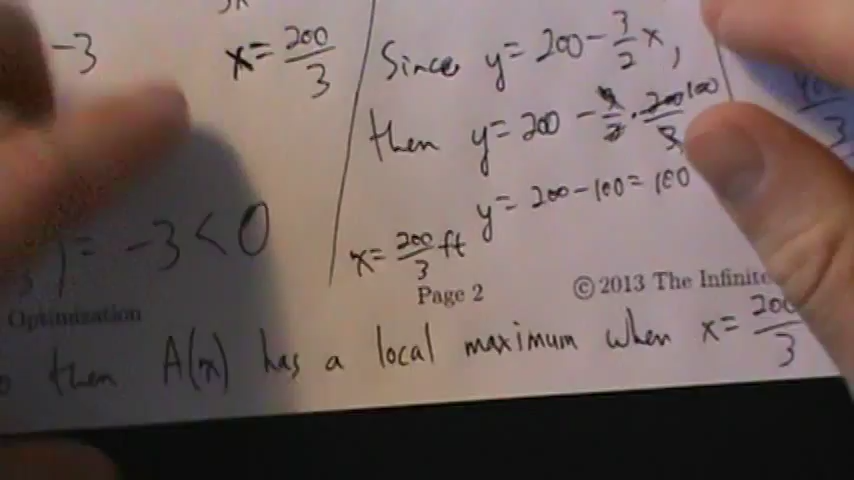 -3
x = 200/3
Since y = 200 - 3/2 x,
then y = 200 - 3/2 · 200/3 100
y = 200 - 100 = 100
x = 200/3 ft
) = -3 < 0
Page 2
© 2013 The Infinite
Optimization
then A(x) has a local maximum when x = 200/3